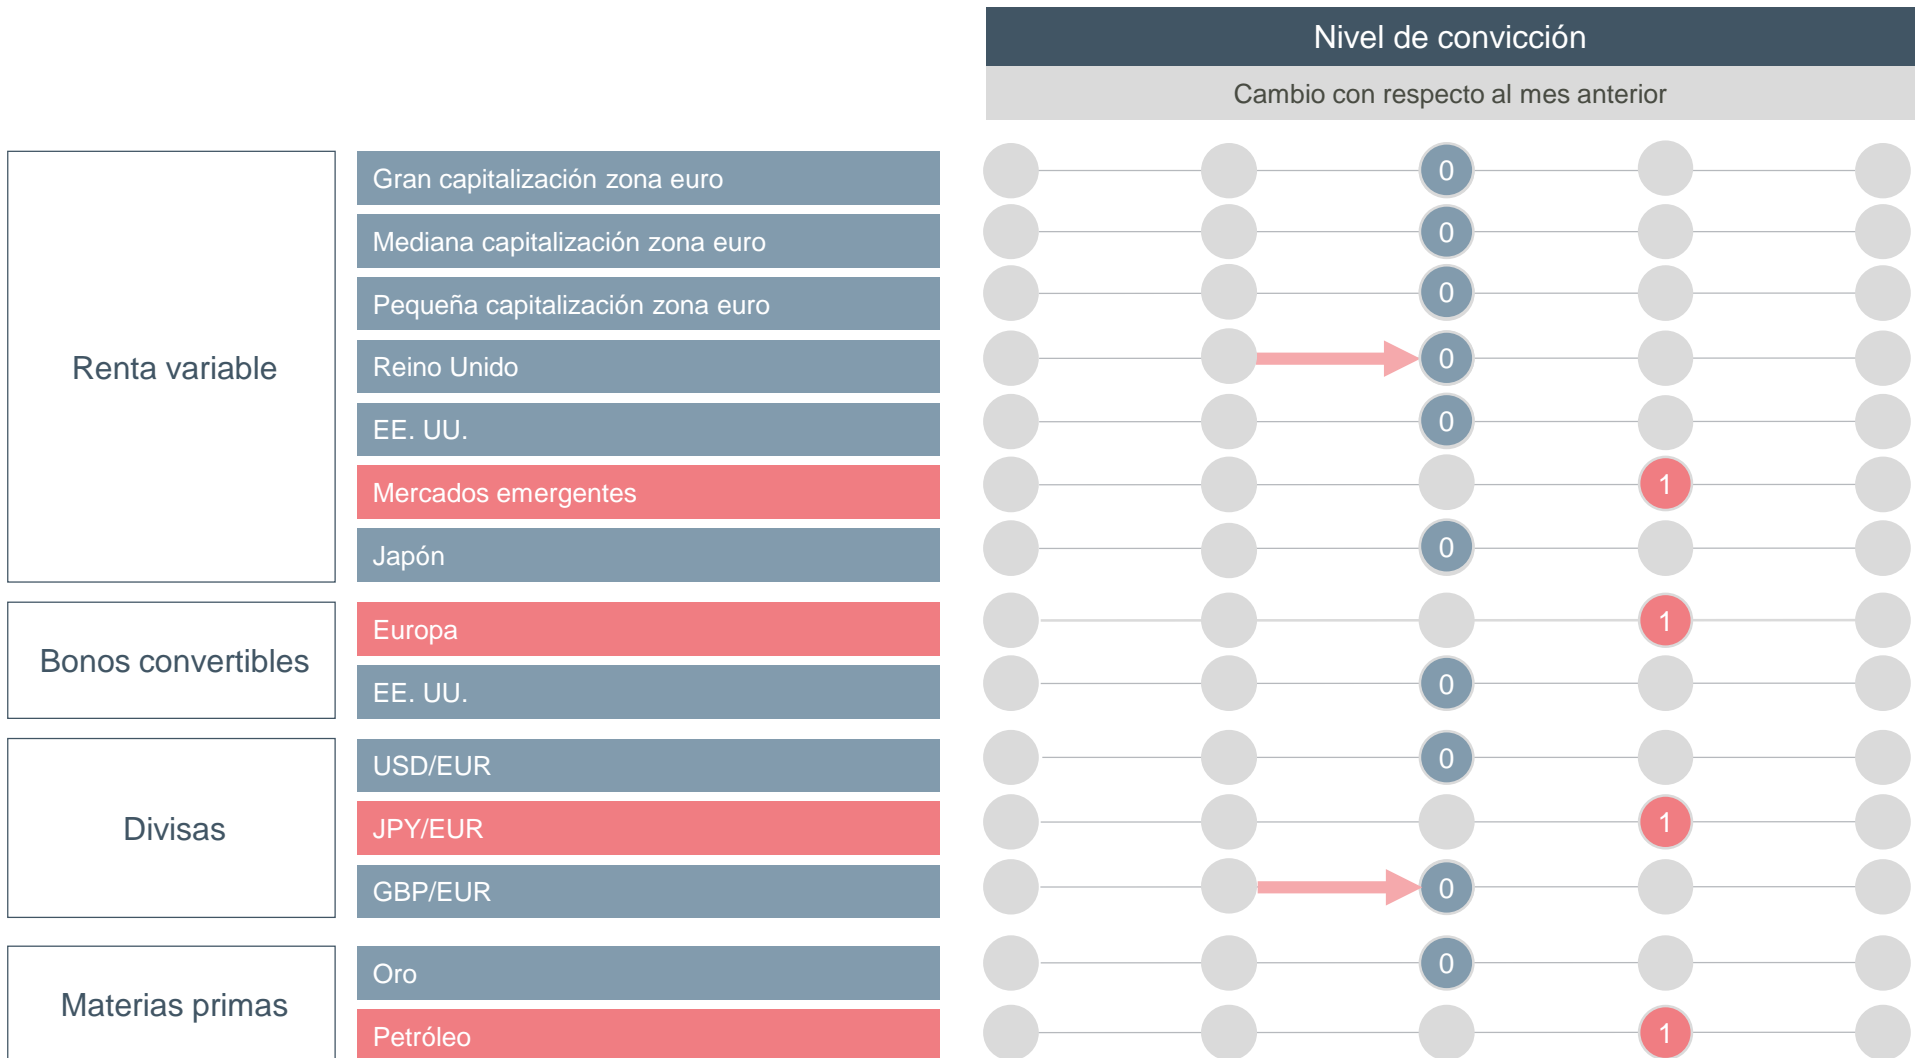 Nivel de convicción
Cambio con respecto al mes anterior
Renta variable
Gran capitalización zona euro
0
Mediana capitalización zona euro
0
Pequeña capitalización zona euro
0
Reino Unido
0
EE. UU.
0
Mercados emergentes
1
Japón
0
Bonos convertibles
Europa
1
EE. UU.
0
Divisas
USD/EUR
0
JPY/EUR
1
GBP/EUR
0
Materias primas
Oro
0
Petróleo
1